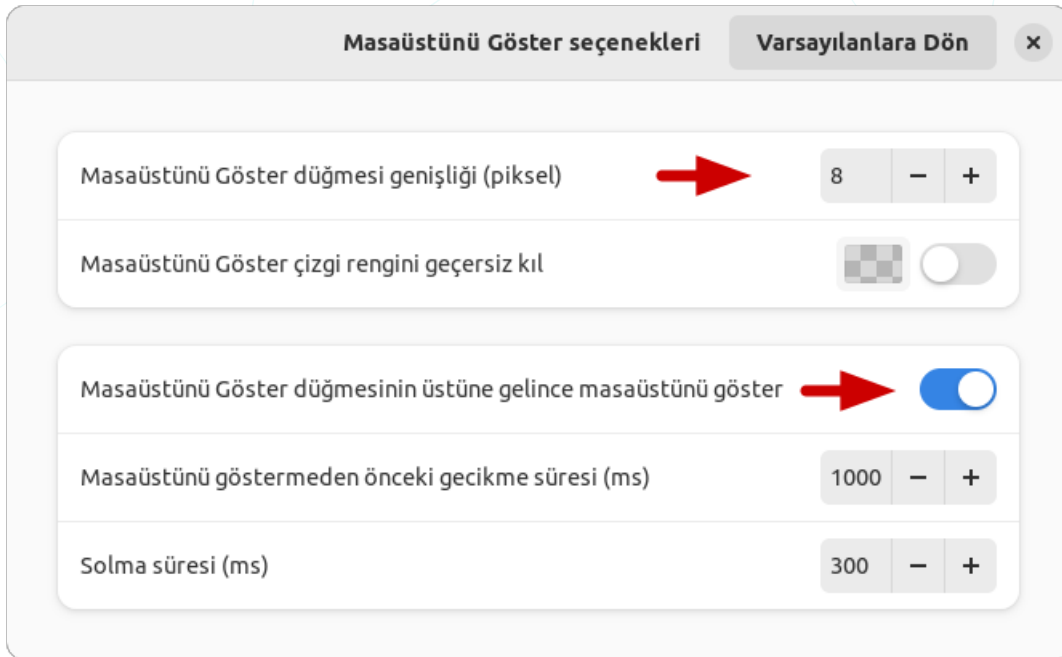 Masaüstünü Göster seçenekleri
Varsayılanlara Dön
Masaüstünü Göster düğmesi genişliği (piksel)
8
Masaüstünü Göster çizgi rengini geçersiz kıl
Masaüstünü Göster düğmesinin üstüne gelince masaüstünü göster
Masaüstünü göstermeden önceki gecikme süresi (ms)
1000
Solma süresi (ms)
300